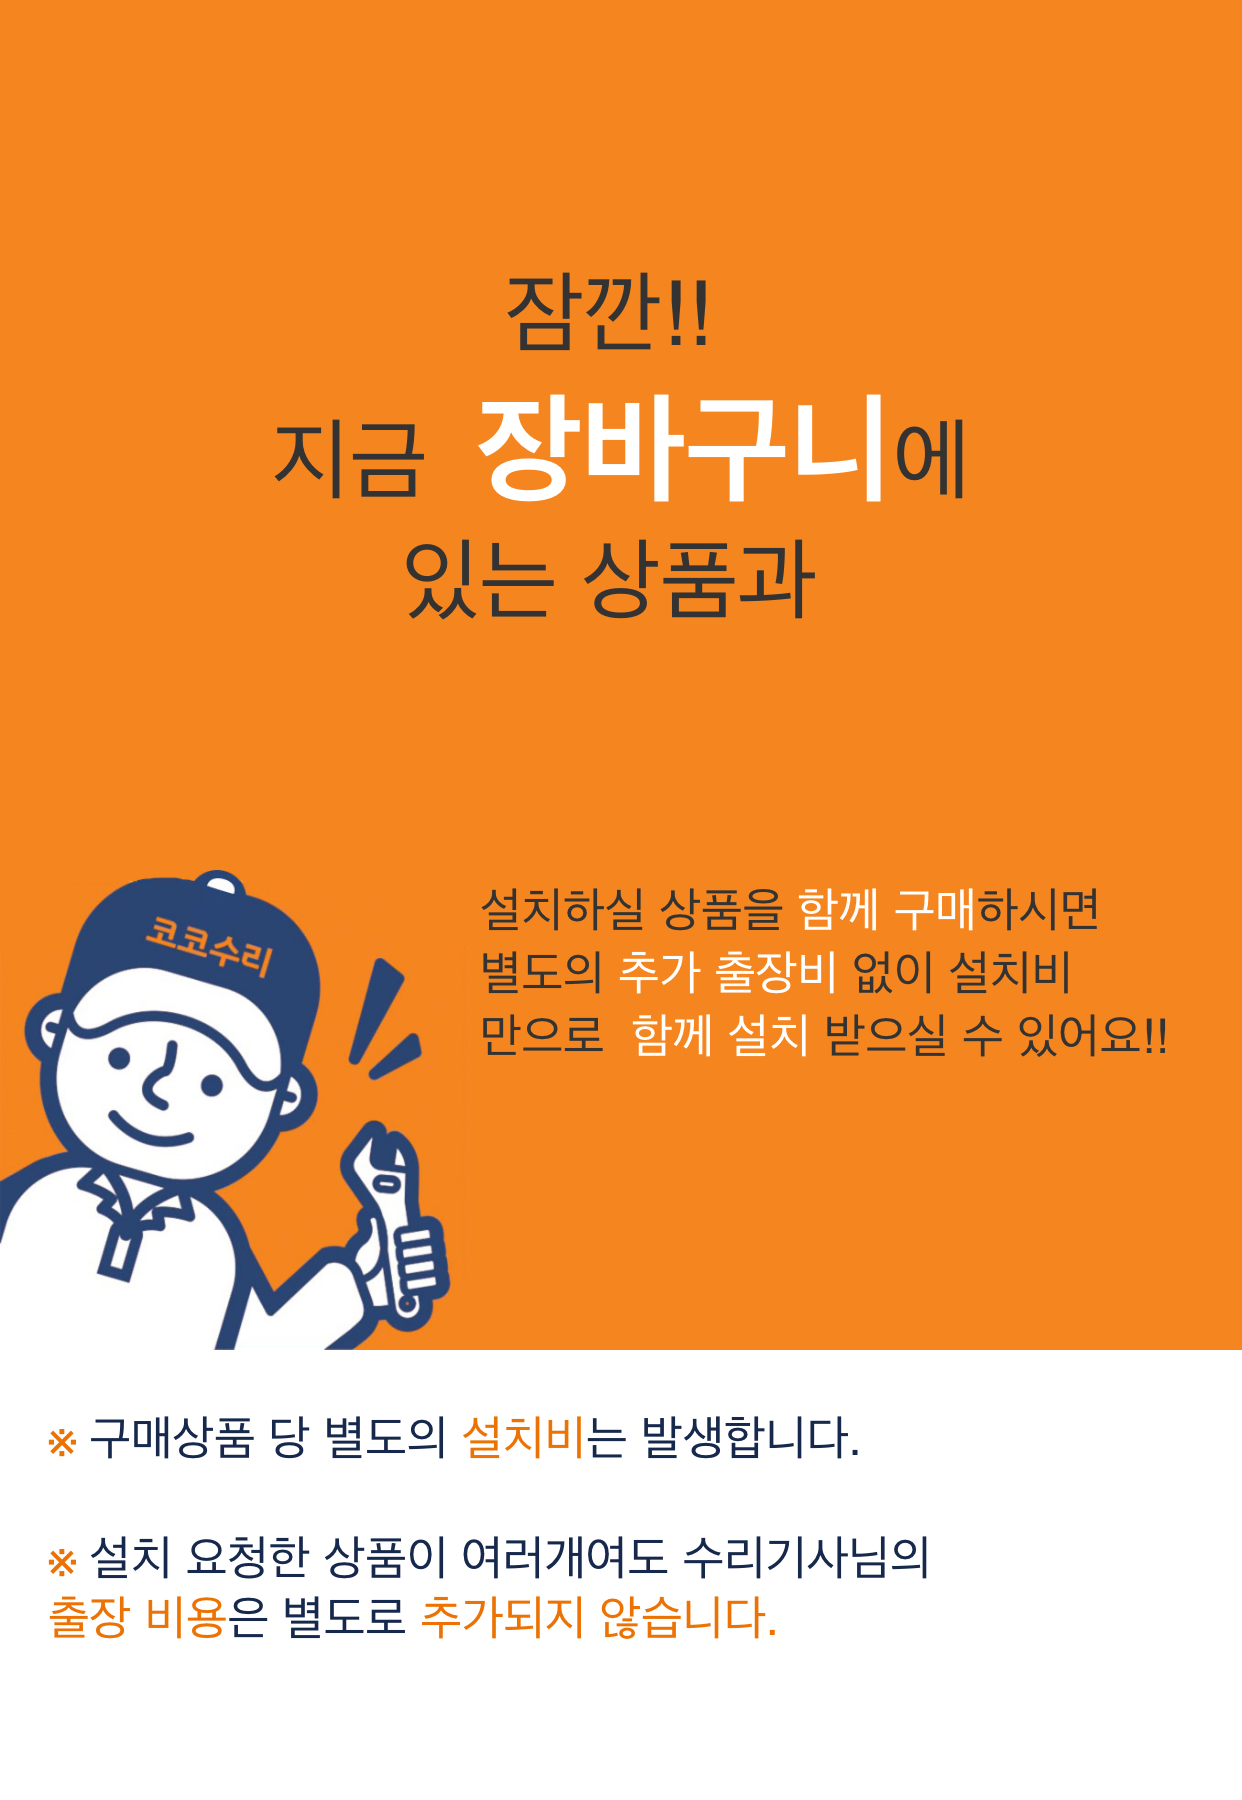 잠깐!!
지금 장바구니에
있는 상품과
코코수리
설치하실 상품을 함께 구매하시면
별도의 추가 출장비 없이 설치비
만으로 함께 설치 받으실 수 있어요!!
※ 구매상품 당 별도의 설치비는 발생합니다.
※ 설치 요청한 상품이 여러개여도 수리기사님의
출장 비용은 별도로 추가되지 않습니다.